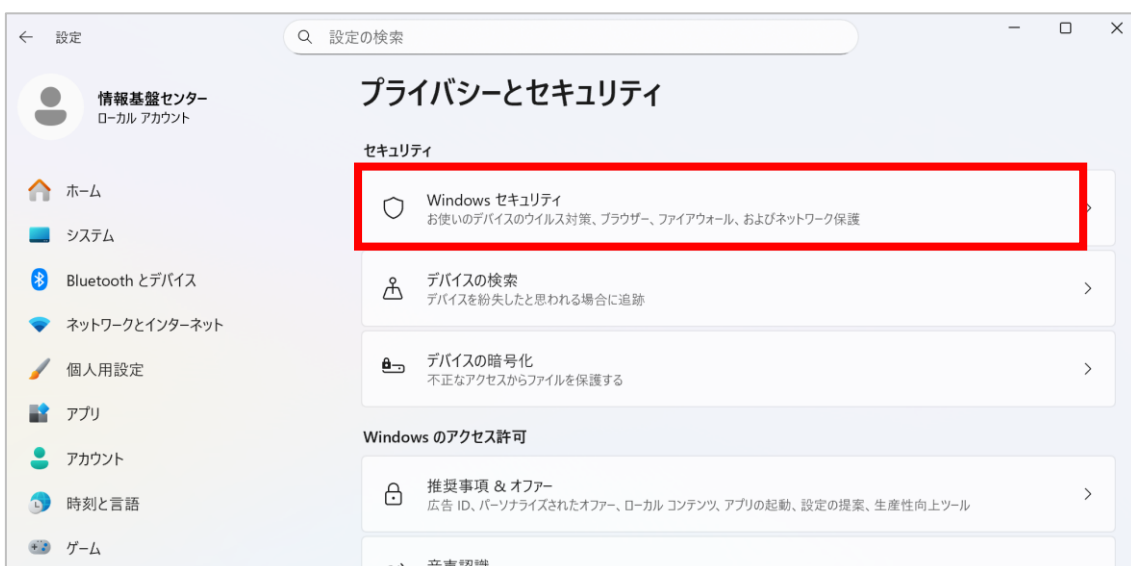 設定
設定の検索
情報基盤センター
ローカル アカウント
ホーム
システム
Bluetooth とデバイス
ネットワークとインターネット
個人用設定
アプリ
アカウント
時刻と言語
ゲーム
プライバシーとセキュリティ
セキュリティ
Windows セキュリティ
お使いのデバイスのウイルス対策、ブラウザー、ファイアウォール、およびネットワーク保護
デバイスの検索
デバイスを紛失したと思われる場合に追跡
デバイスの暗号化
不正なアクセスからファイルを保護する
Windows のアクセス許可
推奨事項 & オファー
広告 ID、パーソナライズされたオファー、ローカル コンテンツ、アプリの起動、設定の提案、生産性向上ツール
音声認識